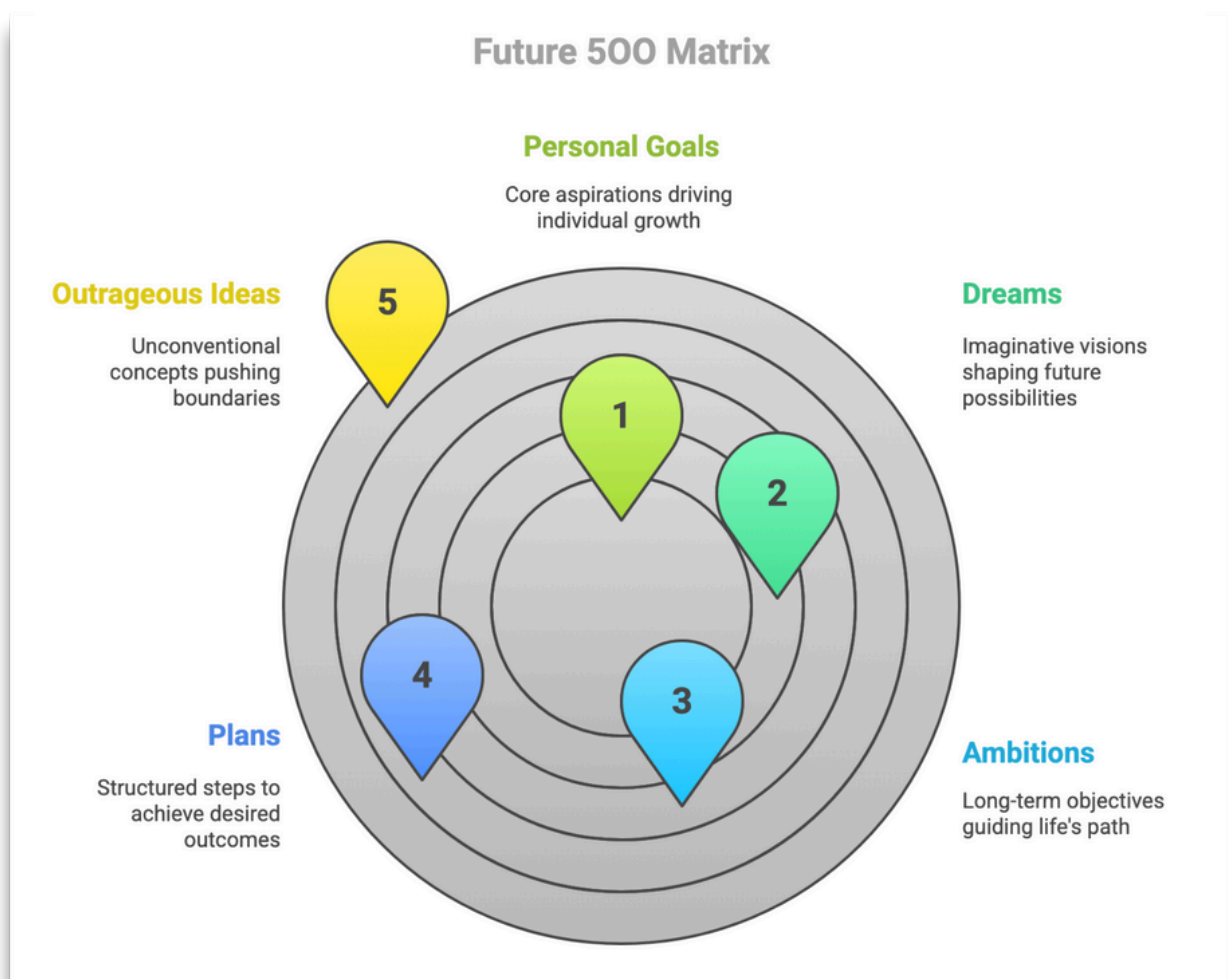 Future 500 Matrix
Personal Goals
Core aspirations driving
individual growth
Outrageous Ideas
Unconventional
concepts pushing
boundaries
5
Dreams
Imaginative visions
shaping future
possibilities
1
2
4
3
Plans
Structured steps to
achieve desired
outcomes
Ambitions
Long-term objectives
guiding life's path